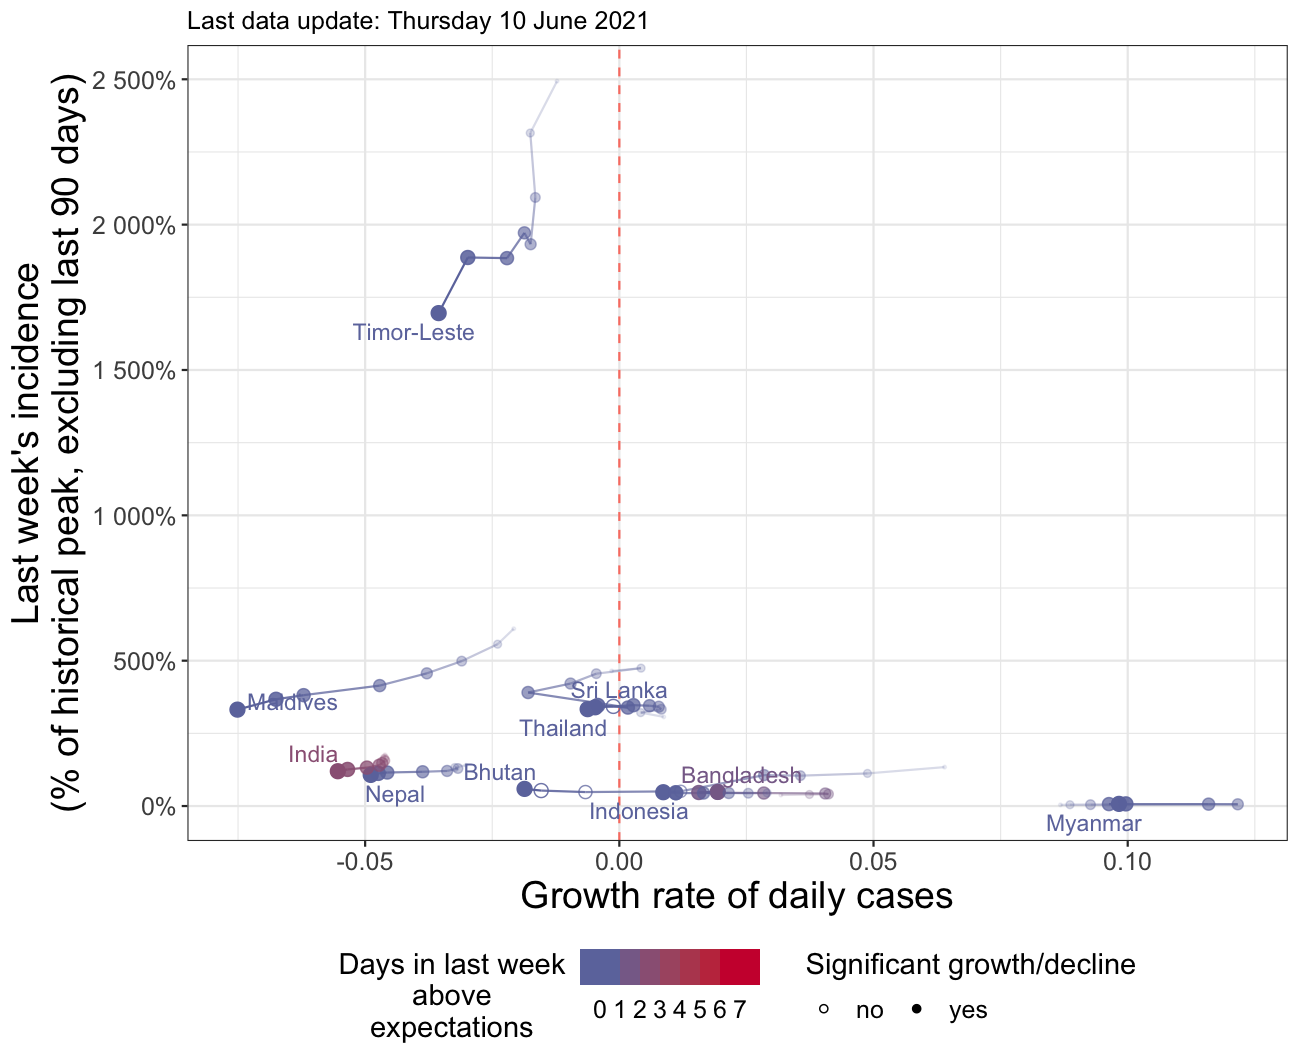 Last data update: Thursday 10 June 2021
Last week's incidence
(% of historical peak, excluding last 90 days)
2 500%
2 000%
1 500%
1 000%
500%
0%
Timor-Leste
Maldives
Sri Lanka
Thailand
India
Bhutan
Bangladesh
Nepal
Indonesia
Myanmar
-0.05
0.00
0.05
0.10
Growth rate of daily cases
Days in last week
above
expectations
0 1 2 3 4 5 6 7
Significant growth/decline
no
yes